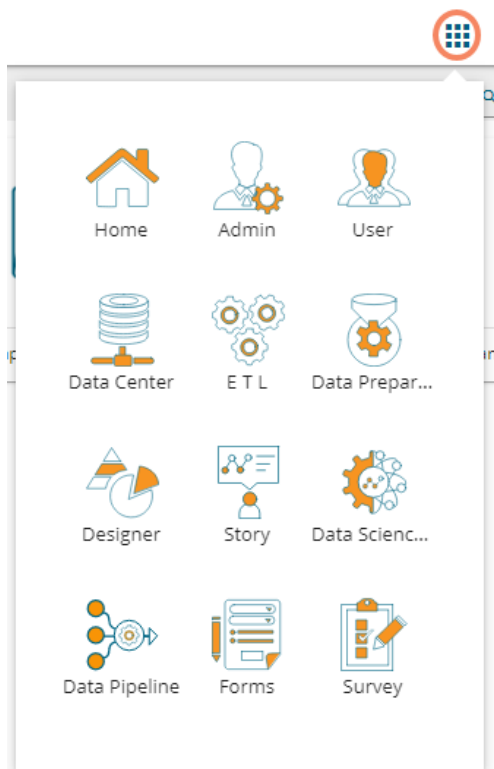 Home Admin User
Data Center E T L Data Prepar...
Designer Story Data Scienc...
Data Pipeline Forms Survey